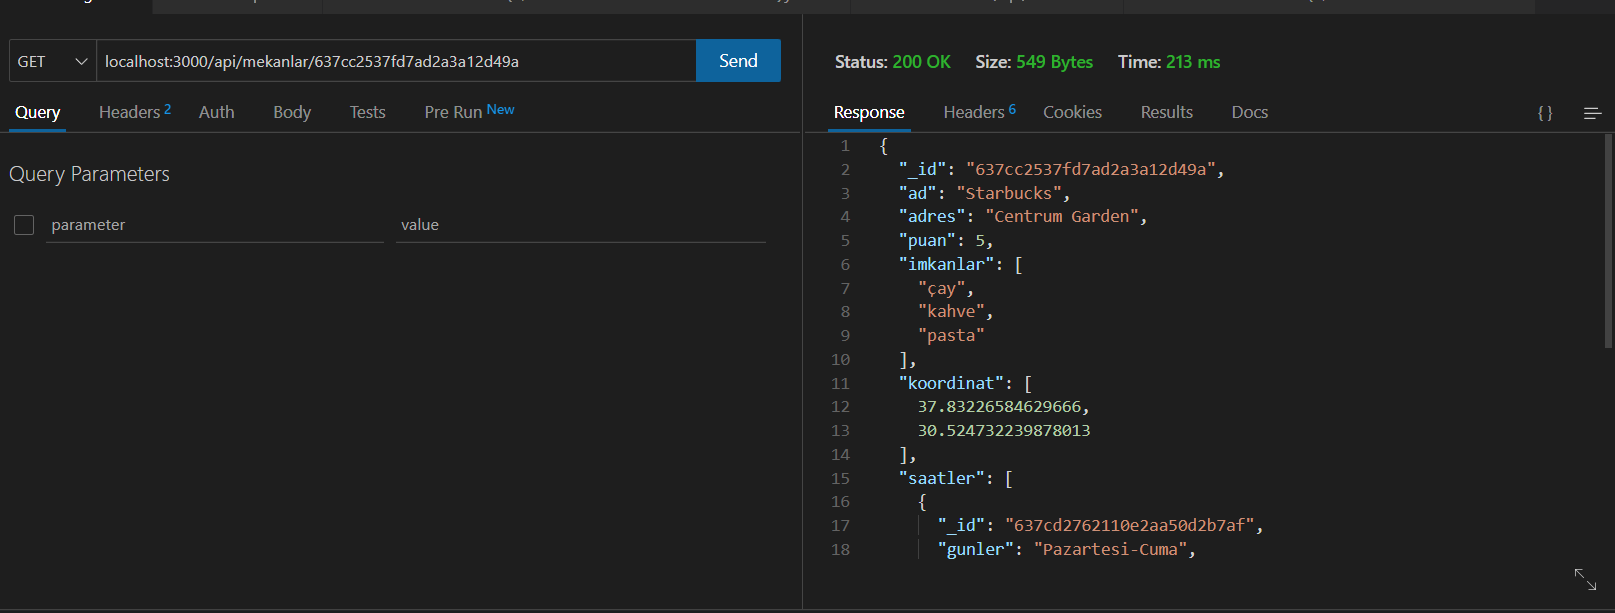 GET localhost:3000/api/mekanlar/637cc2537fd7ad2a3a12d49a Send
Query Headers 2 Auth Body Tests Pre Run New
Query Parameters
parameter value
Status: 200 OK Size: 549 Bytes Time: 213 ms
Response Headers 6 Cookies Results Docs {}
1 {
2 "_id": "637cc2537fd7ad2a3a12d49a",
3 "ad": "Starbucks",
4 "adres": "Centrum Garden",
5 "puan": 5,
6 "imkanlar": [
7 "çay",
8 "kahve",
9 "pasta"
10 ],
11 "koordinat": [
12 37.83226584629666,
13 30.524732239878013
14 ],
15 "saatler": [
16 {
17 "_id": "637cd2762110e2aa50d2b7af",
18 "gunler": "Pazartesi-Cuma",